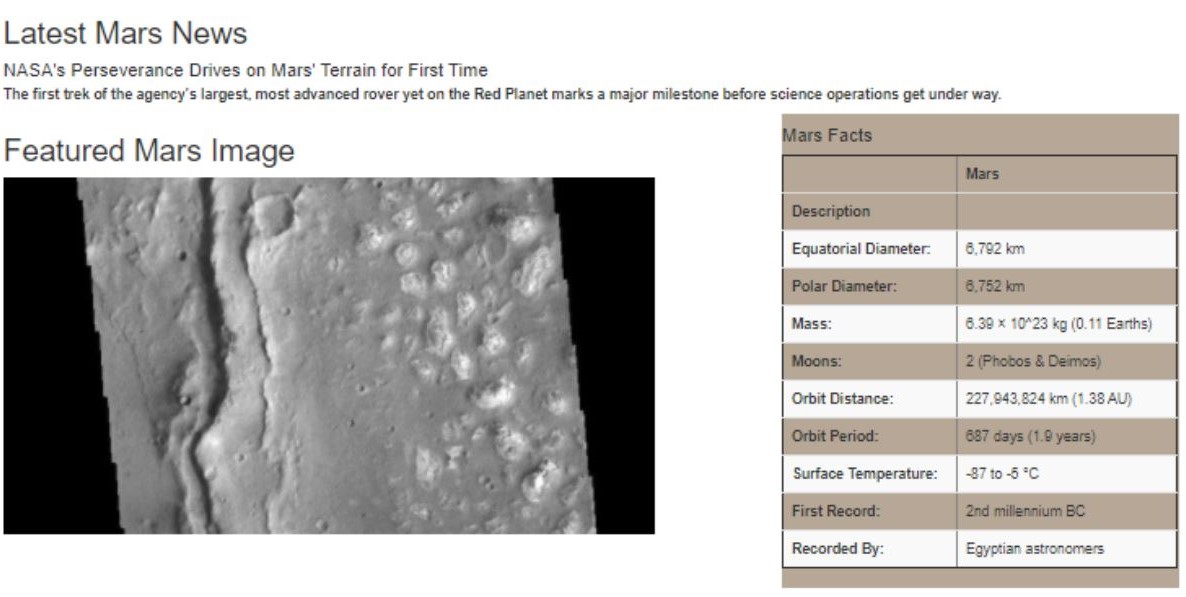 Latest Mars News
NASA's Perseverance Drives on Mars' Terrain for First Time
The first trek of the agency's largest, most advanced rover yet on the Red Planet marks a major milestone before science operations get under way.
Featured Mars Image
Mars Facts
Mars
Description
Equatorial Diameter: 6,792 km
Polar Diameter: 6,752 km
Mass: 6.39 × 10^23 kg (0.11 Earths)
Moons: 2 (Phobos & Deimos)
Orbit Distance: 227,943,824 km (1.38 AU)
Orbit Period: 687 days (1.9 years)
Surface Temperature: -87 to -5 °C
First Record: 2nd millennium BC
Recorded By: Egyptian astronomers